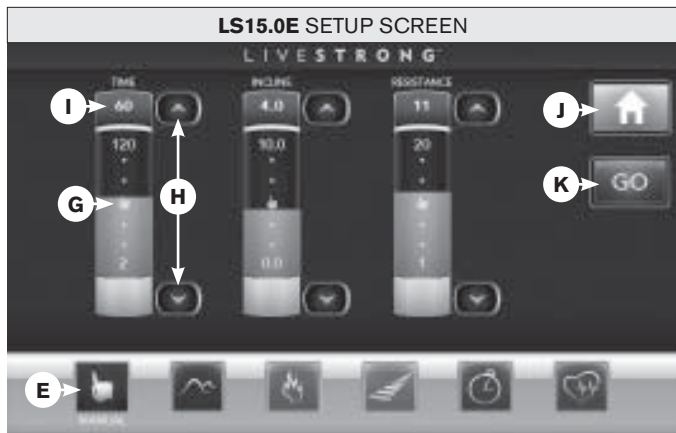 LS15.0E SETUP SCREEN
LIVESTRONG
TIME INCLINE RESISTANCE
I 60 4.0 11 J
120 10.0 20
G H K GO
2 0.0 1
E
MANUAL